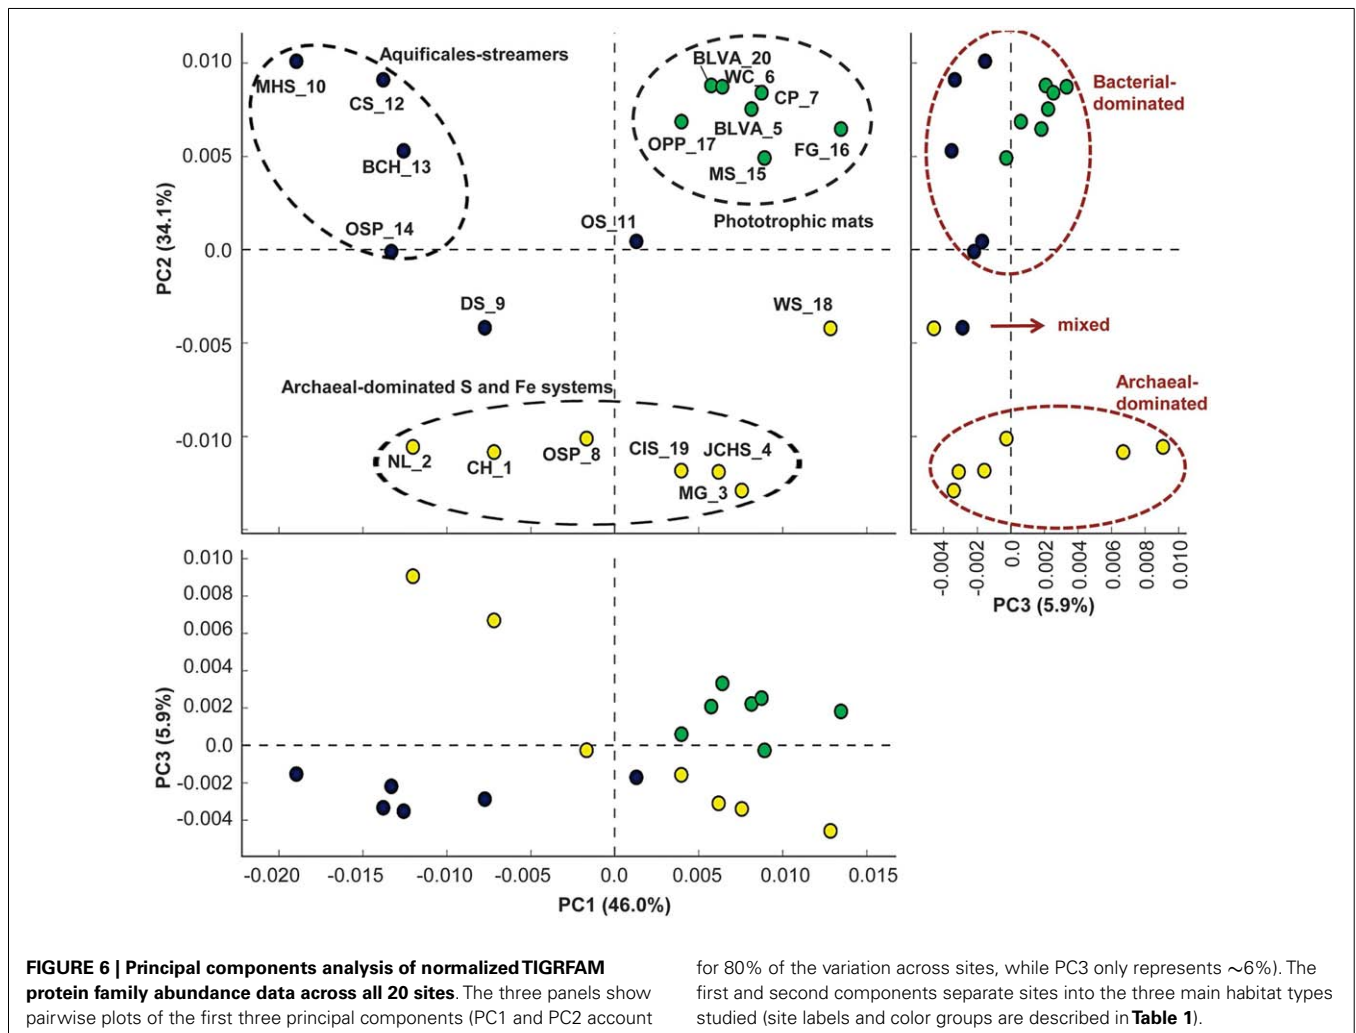 0.010
0.005
0.0
-0.005
-0.010
PC2 (34.1%)
Aquificales-streamers
MHS_10
CS_12
BCH_13
OSP_14
BLVA_20
WC_6
CP_7
BLVA_5
OPP_17
FG_16
MS_15
OS_11
Phototrophic mats
DS_9
WS_18
Archaeal-dominated S and Fe systems
NL_2
CH_1
OSP_8
CIS_19
JCHS_4
MG_3
Bacterial-
dominated
mixed
Archaeal-
dominated
-0.004
-0.002
0.0
0.002
0.004
0.006
0.008
0.010
PC3 (5.9%)
0.010
0.008
0.006
0.004
0.002
0.0
-0.002
-0.004
PC3 (5.9%)
-0.020 -0.015 -0.010 -0.005 0.0 0.005 0.010 0.015
PC1 (46.0%)
FIGURE 6 | Principal components analysis of normalized TIGRFAM
protein family abundance data across all 20 sites. The three panels show
pairwise plots of the first three principal components (PC1 and PC2 account
for 80% of the variation across sites, while PC3 only represents ∼6%). The
first and second components separate sites into the three main habitat types
studied (site labels and color groups are described in Table 1).